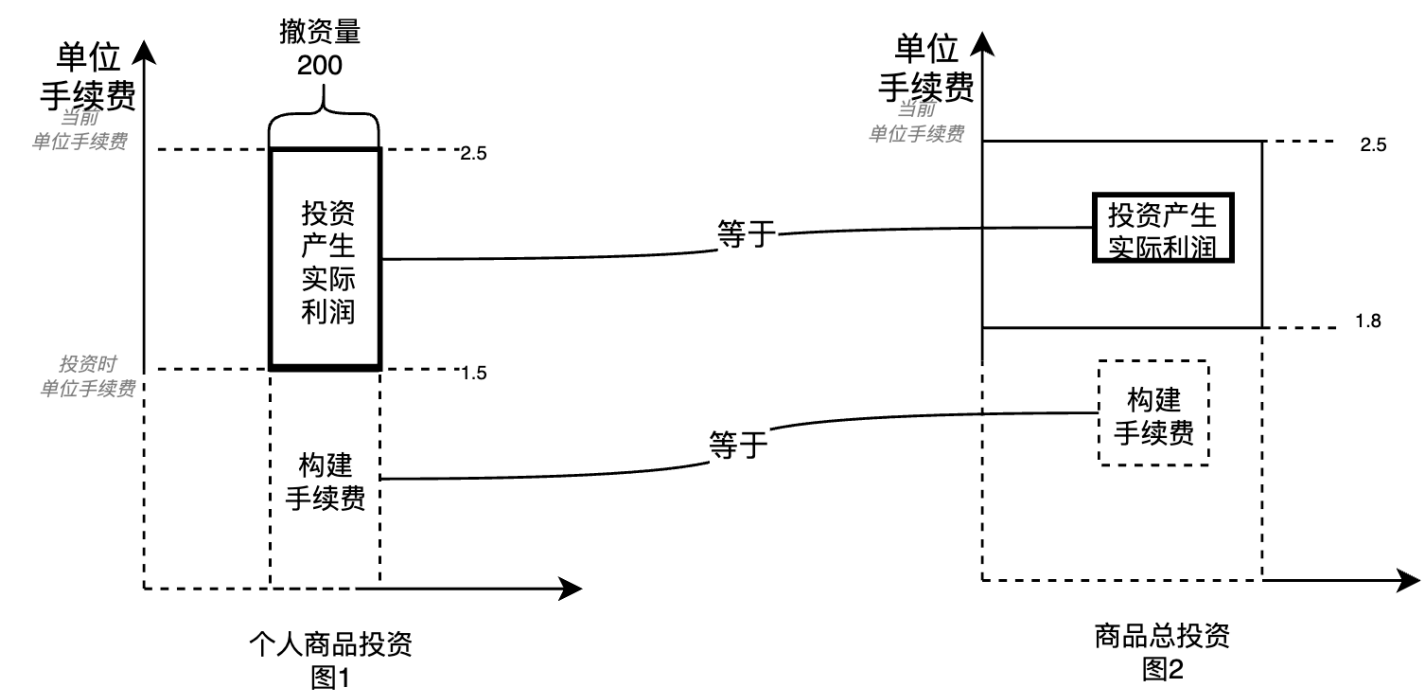 撤资量
200
单位
手续费
当前
单位手续费
2.5
投资
产生
实际
利润
投资时
单位手续费
1.5
构建
手续费
个人商品投资
图1
等于
等于
单位
手续费
当前
单位手续费
2.5
投资产生
实际利润
1.8
构建
手续费
商品总投资
图2